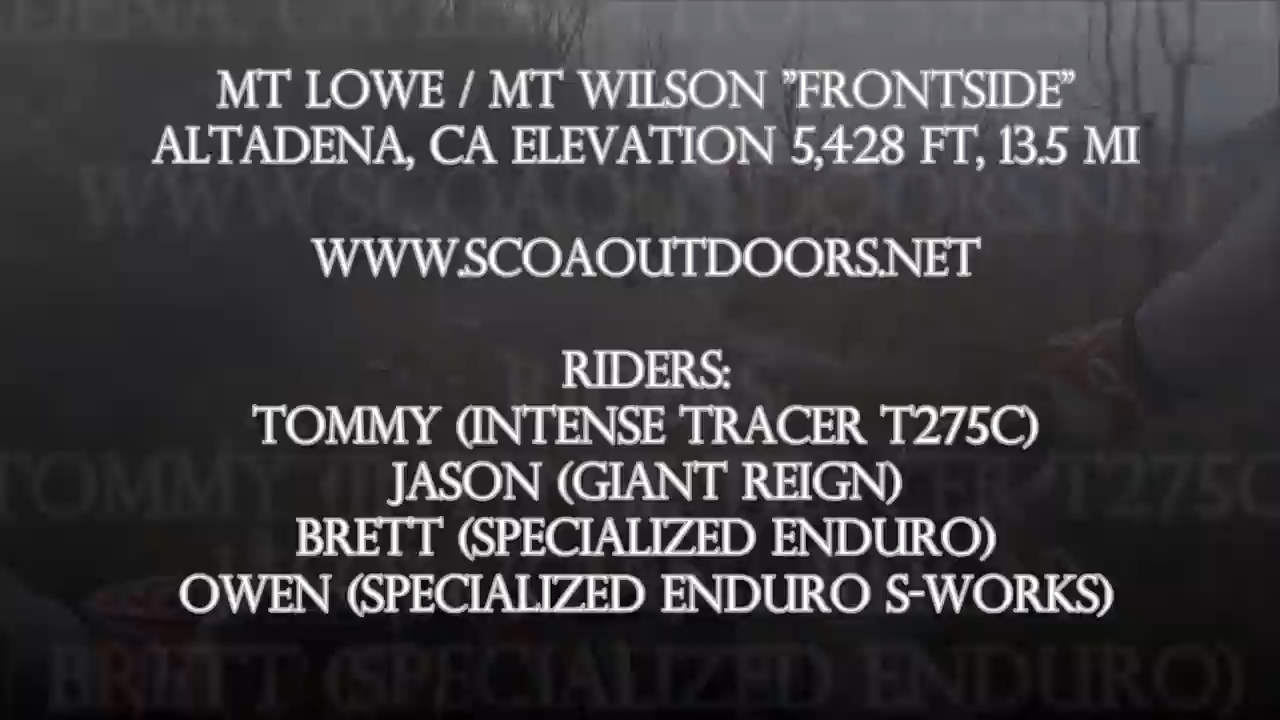 MT LOWE / MT WILSON "FRONTSIDE"
ALTADENA, CA ELEVATION 5,428 FT, 13.5 MI
WWW.SCOAOUTDOORS.NET
RIDERS:
TOMMY (INTENSE TRACER T275C)
JASON (GIANT REIGN)
BRETT (SPECIALIZED ENDURO)
OWEN (SPECIALIZED ENDURO S-WORKS)